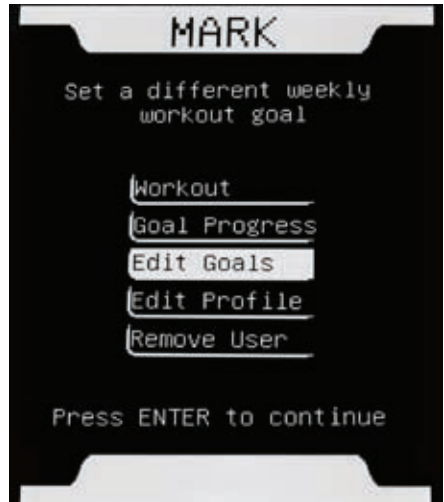 MARK
Set a different weekly
workout goal
Workout
Goal Progress
Edit Goals
Edit Profile
Remove User
Press ENTER to continue